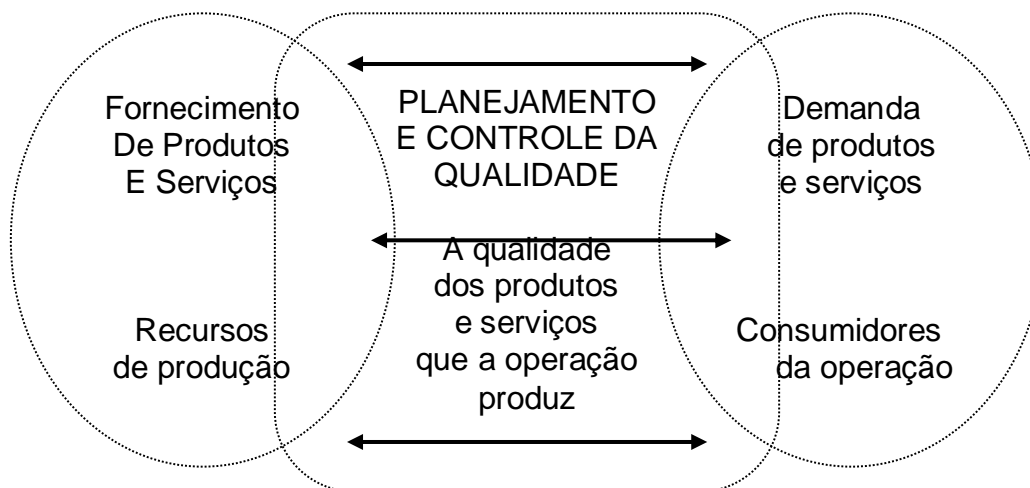 Fornecimento
De Produtos
E Serviços
Recursos
de produção
PLANEJAMENTO
E CONTROLE DA
QUALIDADE
A qualidade
dos produtos
e serviços
que a operação
produz
Demanda
de produtos
e serviços
Consumidores
da operação